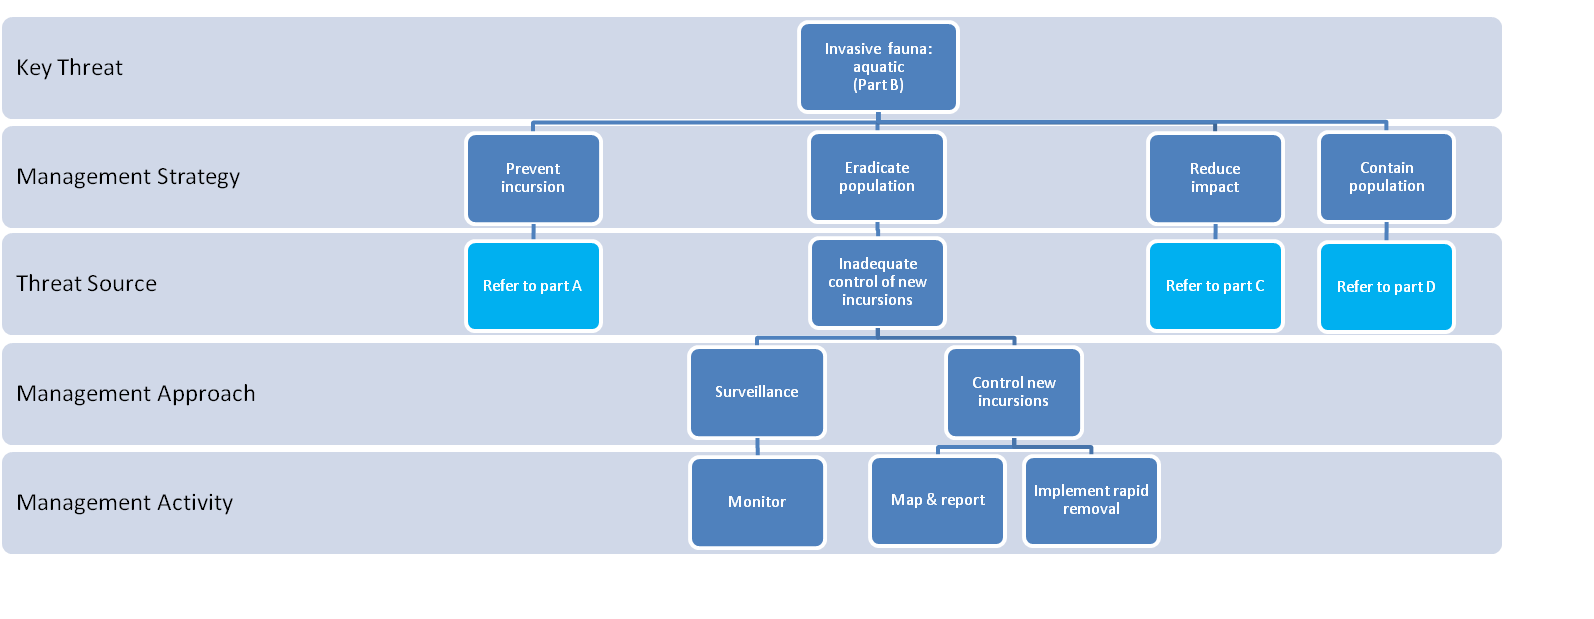 Key Threat
Invasive fauna:
aquatic
(Part B)
Management Strategy
Prevent
incursion
Eradicate
population
Reduce
impact
Contain
population
Threat Source
Refer to part A
Inadequate
control of new
incursions
Refer to part C
Refer to part D
Management Approach
Surveillance
Control new
incursions
Management Activity
Monitor
Map & report
Implement rapid
removal